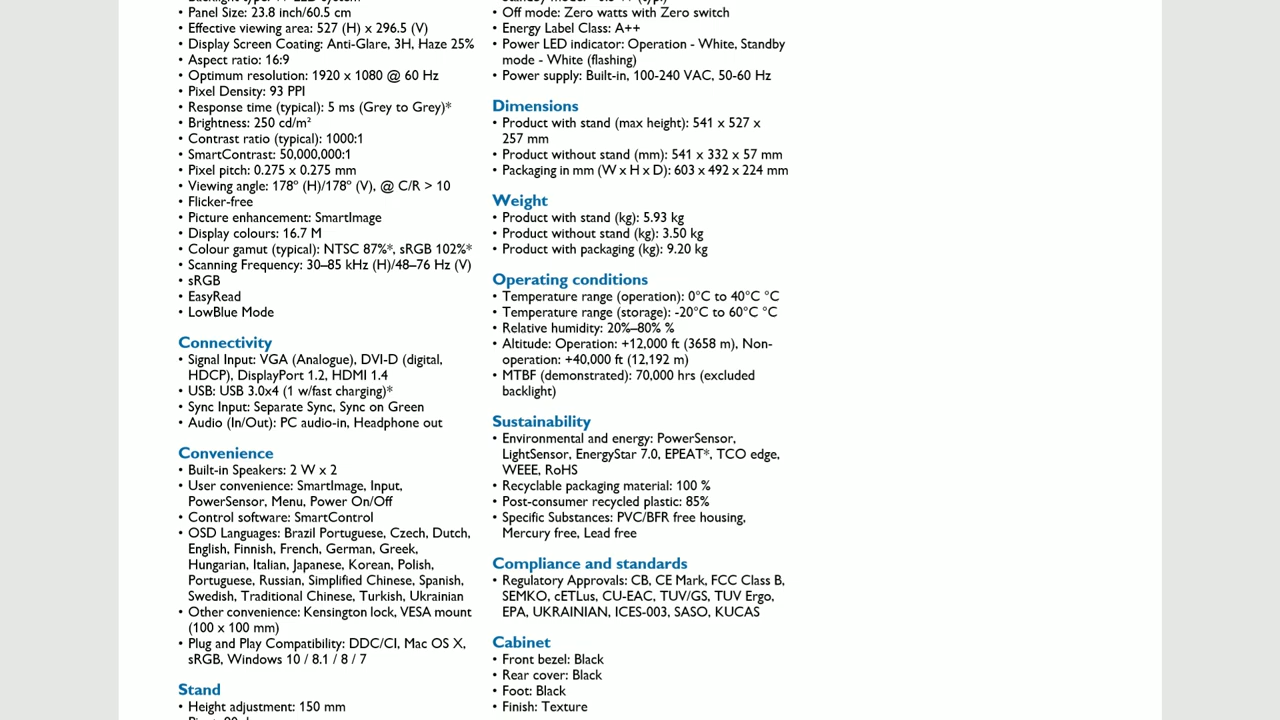 • Panel Size: 23.8 inch/60.5 cm
• Effective viewing area: 527 (H) x 296.5 (V)
• Display Screen Coating: Anti-Glare, 3H, Haze 25%
• Aspect ratio: 16:9
• Optimum resolution: 1920 x 1080 @ 60 Hz
• Pixel Density: 93 PPI
• Response time (typical): 5 ms (Grey to Grey)*
• Brightness: 250 cd/m²
• Contrast ratio (typical): 1000:1
• SmartContrast: 50,000,000:1
• Pixel pitch: 0.275 x 0.275 mm
• Viewing angle: 178º (H)/178º (V), @ C/R > 10
• Flicker-free
• Picture enhancement: SmartImage
• Display colours: 16.7 M
• Colour gamut (typical): NTSC 87%*, sRGB 102%*
• Scanning Frequency: 30–85 kHz (H)/48–76 Hz (V)
• sRGB
• EasyRead
• LowBlue Mode
Connectivity
• Signal Input: VGA (Analogue), DVI-D (digital,
HDCP), DisplayPort 1.2, HDMI 1.4
• USB: USB 3.0x4 (1 w/fast charging)*
• Sync Input: Separate Sync, Sync on Green
• Audio (In/Out): PC audio-in, Headphone out
Convenience
• Built-in Speakers: 2 W x 2
• User convenience: SmartImage, Input,
PowerSensor, Menu, Power On/Off
• Control software: SmartControl
• OSD Languages: Brazil Portuguese, Czech, Dutch,
English, Finnish, French, German, Greek,
Hungarian, Italian, Japanese, Korean, Polish,
Portuguese, Russian, Simplified Chinese, Spanish,
Swedish, Traditional Chinese, Turkish, Ukrainian
• Other convenience: Kensington lock, VESA mount
(100 x 100 mm)
• Plug and Play Compatibility: DDC/CI, Mac OS X,
sRGB, Windows 10 / 8.1 / 8 / 7
Stand
• Height adjustment: 150 mm
• Off mode: Zero watts with Zero switch
• Energy Label Class: A++
• Power LED indicator: Operation - White, Standby
mode - White (flashing)
• Power supply: Built-in, 100-240 VAC, 50-60 Hz
Dimensions
• Product with stand (max height): 541 x 527 x
257 mm
• Product without stand (mm): 541 x 332 x 57 mm
• Packaging in mm (W x H x D): 603 x 492 x 224 mm
Weight
• Product with stand (kg): 5.93 kg
• Product without stand (kg): 3.50 kg
• Product with packaging (kg): 9.20 kg
Operating conditions
• Temperature range (operation): 0°C to 40°C °C
• Temperature range (storage): -20°C to 60°C °C
• Relative humidity: 20%–80% %
• Altitude: Operation: +12,000 ft (3658 m), Non-
operation: +40,000 ft (12,192 m)
• MTBF (demonstrated): 70,000 hrs (excluded
backlight)
Sustainability
• Environmental and energy: PowerSensor,
LightSensor, EnergyStar 7.0, EPEAT*, TCO edge,
WEEE, RoHS
• Recyclable packaging material: 100 %
• Post-consumer recycled plastic: 85%
• Specific Substances: PVC/BFR free housing,
Mercury free, Lead free
Compliance and standards
• Regulatory Approvals: CB, CE Mark, FCC Class B,
SEMKO, cETLus, CU-EAC, TUV/GS, TUV Ergo,
EPA, UKRAINIAN, ICES-003, SASO, KUCAS
Cabinet
• Front bezel: Black
• Rear cover: Black
• Foot: Black
• Finish: Texture